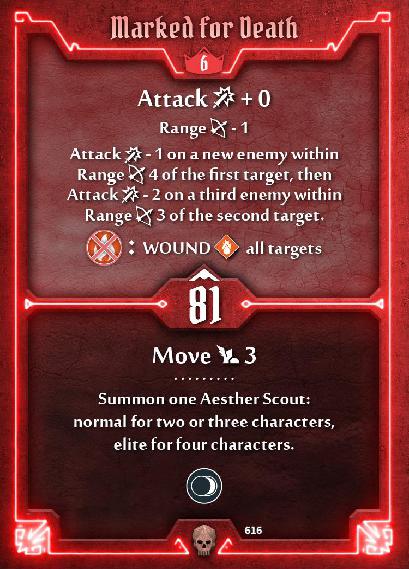 Marked for Death
6
Attack + 0
Range - 1
Attack - 1 on a new enemy within
Range 4 of the first target, then
Attack - 2 on a third enemy within
Range 3 of the second target.
: WOUND all targets
81
Move 3
.........
Summon one Aesther Scout:
normal for two or three characters,
elite for four characters.
616